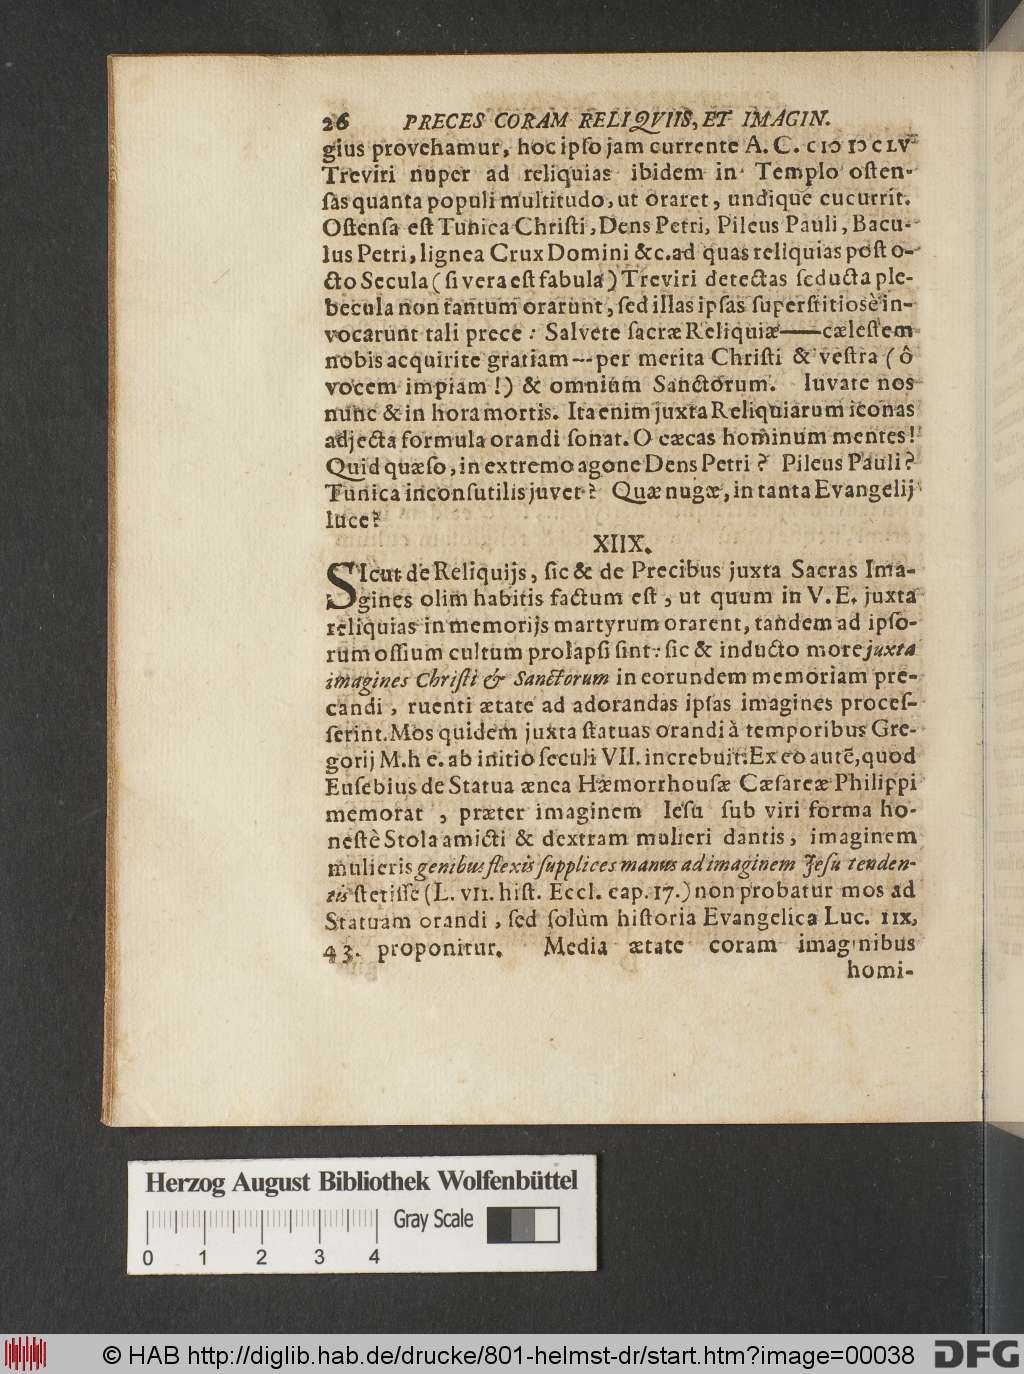 26 PRECES CORAM RELIQVIIS, ET IMAGIN.
gius provehamur, hoc ipſo jam currente A. C. CIↃ IↃCLV
Treviri nuper ad reliquias ibidem in Templo oſten-
ſas quanta populi multitudo, ut oraret, undique cucurrit.
Oſtenſa eſt Tunica Chriſti, Dens Petri, Pileus Pauli, Bacu-
lus Petri, lignea Crux Domini &c. ad quas reliquias poſt o-
cto Secula (ſi vera eſt fabula) Treviri detectas ſeducta ple-
becula non tantum orarunt, ſed illas ipſas ſuperſtitiosè in-
vocarunt tali prece: Salvete ſacræ Reliquiæ——cæleſtem
nobis acquirite gratiam---per merita Chriſti & veſtra (ô
vocem impiam!) & omnium Sanctorum. Iuvate nos
nunc & in hora mortis. Ita enim juxta Reliquiarum iconas
adjecta formula orandi ſonat. O cæcas hominum mentes!
Quid quæſo, in extremo agone Dens Petri? Pileus Pauli?
Tunica inconſutilis juvet? Quæ nugæ, in tanta Evangelij
luce?
XIIX.
SIcut de Reliquijs, ſic & de Precibus juxta Sacras Ima-
gines olim habitis factum eſt, ut quum in V. E. juxta
reliquias in memorijs martyrum orarent, tandem ad ipſo-
rum oſſium cultum prolapſi ſint: ſic & inducto more juxta
imagines Chriſti & Sanctorum in eorundem memoriam pre-
candi, ruenti ætate ad adorandas ipſas imagines proceſ-
ſerint. Mos quidem juxta ſtatuas orandi à temporibus Gre-
gorij M. h e. ab initio ſeculi VII. increbuit: Ex eo autẽ, quod
Euſebius de Statua ænea Hæmorrhouſæ Cæſareæ Philippi
memorat, præter imaginem Ieſu ſub viri forma ho-
neſtè Stola amicti & dextram mulieri dantis, imaginem
mulieris genibus flexis ſupplices manus ad imaginem Jeſu tenden-
tis ſtetiſſe (L. VII. hiſt. Eccl. cap. 17.) non probatur mos ad
Statuam orandi, ſed ſolùm hiſtoria Evangelica Luc. IIX,
43. proponitur. Media ætate coram imaginibus
homi-
Herzog August Bibliothek Wolfenbüttel
Gray Scale
0 1 2 3 4
© HAB http://diglib.hab.de/drucke/801-helmst-dr/start.htm?image=00038
DFG